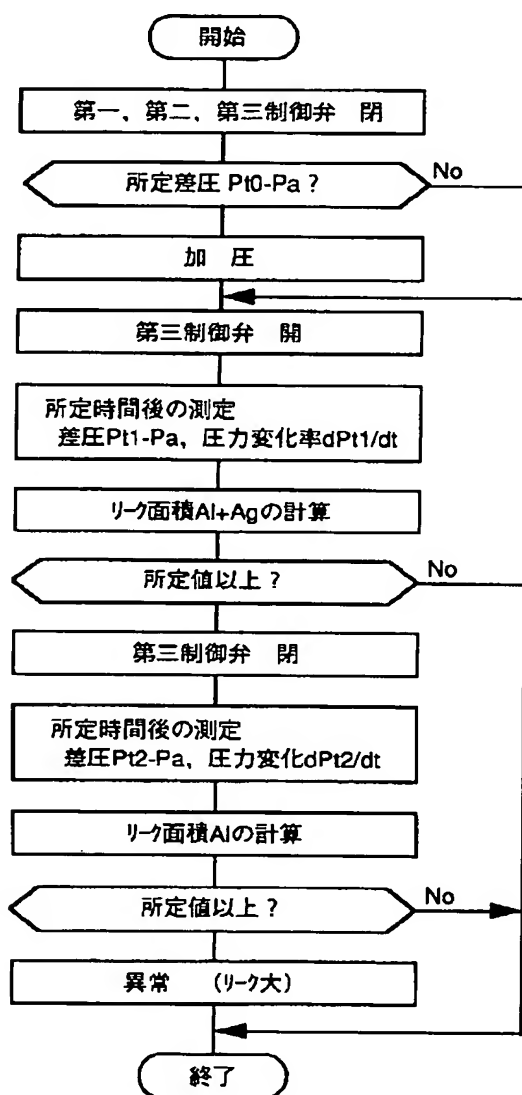 開始
第一、第二、第三制御弁 閉
所定差圧 Pt0-Pa ?
No
加 圧
第三制御弁 開
所定時間後の測定
差圧Pt1-Pa, 圧力変化率dPt1/dt
リーク面積Al+Agの計算
所定値以上 ?
No
第三制御弁 閉
所定時間後の測定
差圧Pt2-Pa, 圧力変化dPt2/dt
リーク面積Alの計算
所定値以上 ?
No
異常 (リーク大)
終了